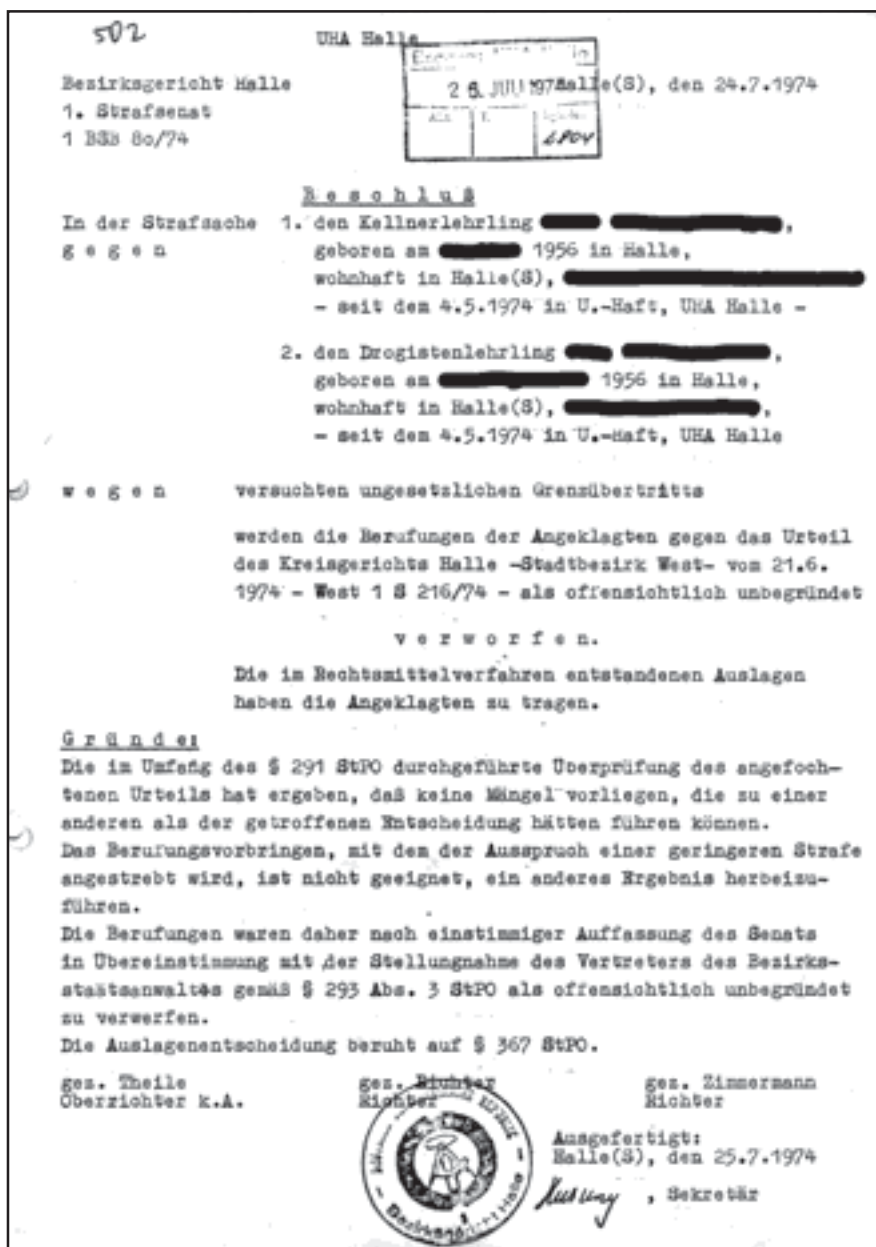 502
UHA Halle
26. JULI 197
Bezirksgericht Halle
Halle(S), den 24.7.1974
1. Strafsenat
1 BSB 80/74
B e s c h l u ß
In der Strafsache 1. den Kellnerlehrling
g e g e n geboren am 1956 in Halle,
wohnhaft in Halle(S),
- seit dem 4.5.1974 in U.-Haft, UHA Halle -
2. den Drogistenlehrling
geboren am 1956 in Halle,
wohnhaft in Halle(S),
- seit dem 4.5.1974 in U.-Haft, UHA Halle
w e g e n versuchten ungesetzlichen Grenzübertritts
werden die Berufungen der Angeklagten gegen das Urteil
des Kreisgerichts Halle -Stadtbezirk West- vom 21.6.
1974 - West 1 S 216/74 - als offensichtlich unbegründet
v e r w o r f e n.
Die im Rechtsmittelverfahren entstandenen Auslagen
haben die Angeklagten zu tragen.
G r ü n d e:
Die im Umfang des § 291 StPO durchgeführte Überprüfung des angefoch-
tenen Urteils hat ergeben, daß keine Mängel vorliegen, die zu einer
anderen als der getroffenen Entscheidung hätten führen können.
Das Berufungsvorbringen, mit dem der Ausspruch einer geringeren Strafe
angestrebt wird, ist nicht geeignet, ein anderes Ergebnis herbeizu-
führen.
Die Berufungen waren daher nach einstimmiger Auffassung des Senats
in Übereinstimmung mit der Stellungnahme des Vertreters des Bezirks-
staatsanwaltes gemäß § 293 Abs. 3 StPO als offensichtlich unbegründet
zu verwerfen.
Die Auslagenentscheidung beruht auf § 367 StPO.
gez. Theile gez. Richter gez. Zimmermann
Oberrichter k.A. Richter Richter
Ausgefertigt:
Halle(S), den 25.7.1974
, Sekretär
Bezirksgericht Halle